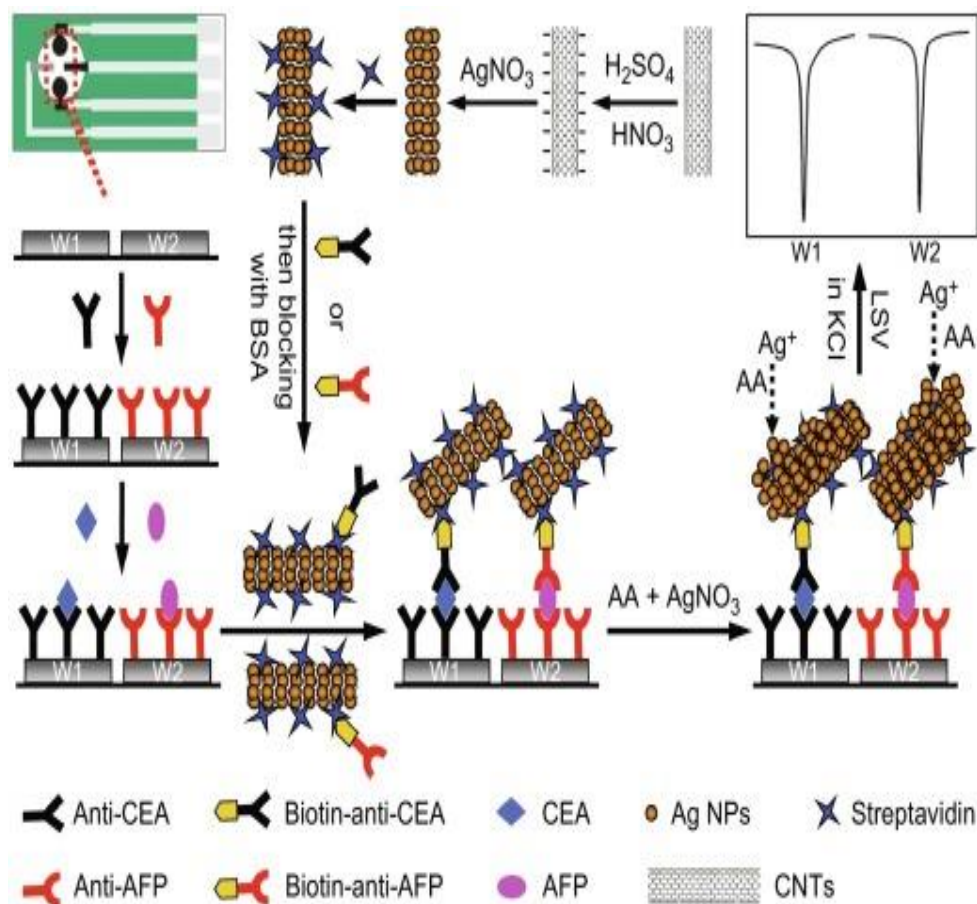 AgNO3
H2SO4
HNO3
W1 W2
W1 W2
then blocking
with BSA
or
LSV
in KCl
Ag+
AA
Ag+
AA
W1 W2
W1 W2
W1 W2
AA + AgNO3
W1 W2
W1 W2
Anti-CEA Biotin-anti-CEA CEA Ag NPs Streptavidin
Anti-AFP Biotin-anti-AFP AFP CNTs